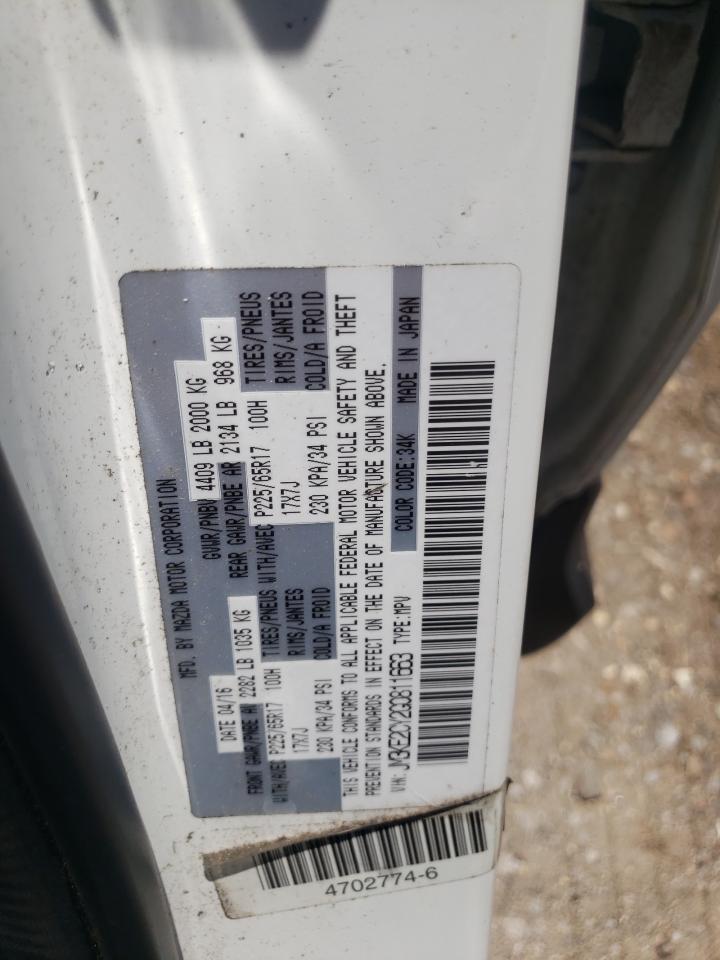 MFD. BY MAZDA MOTOR CORPORATION
DATE 04/16 GVWR/PNBV 4409 LB 2000 KG
FRONT GAWR/PNBE AV 2282 LB 1035 KG REAR GAWR/PNBE AR 2134 LB 968 KG
WITH/AVEC P225/65R17 100H TIRES/PNEUS WITH/AVEC P225/65R17 100H TIRES/PNEUS
17X7J RIMS/JANTES 17X7J RIMS/JANTES
230 KPA/34 PSI COLD/A FROID 230 KPA/34 PSI COLD/A FROID
THIS VEHICLE CONFORMS TO ALL APPLICABLE FEDERAL MOTOR VEHICLE SAFETY AND THEFT
PREVENTION STANDARDS IN EFFECT ON THE DATE OF MANUFACTURE SHOWN ABOVE.
VIN:JM3KE2CY2G0811663 TYPE:MPV COLOR CODE:34K MADE IN JAPAN
4702774-6